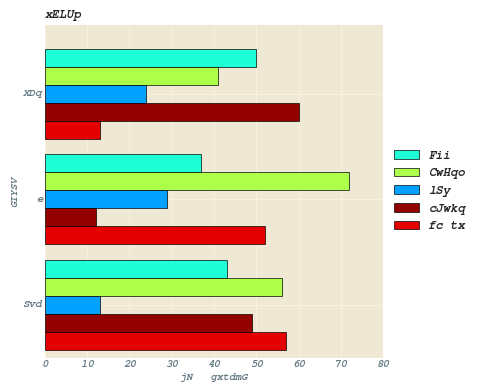 xELUp
XDq
e
Svd
GIYSV
0 10 20 30 40 50 60 70 80
jN gxtdmG
Fii
CwHqo
lSy
cJwkq
fc tx